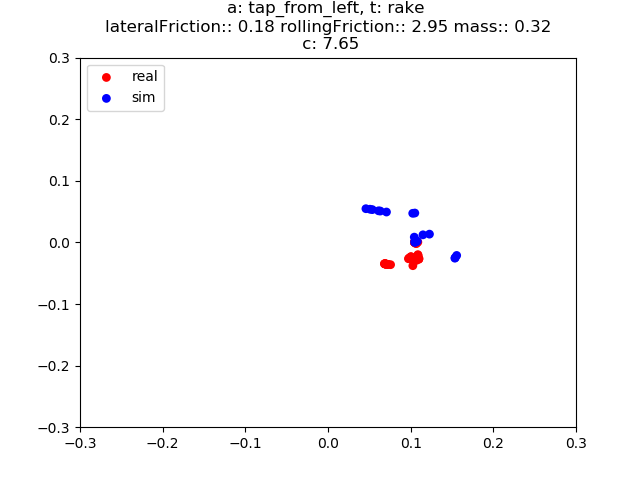 a: tap_from_left, t: rake
lateralFriction:: 0.18 rollingFriction:: 2.95 mass:: 0.32
c: 7.65
real
sim
0.3
0.2
0.1
0.0
−0.1
−0.2
−0.3
−0.3 −0.2 −0.1 0.0 0.1 0.2 0.3